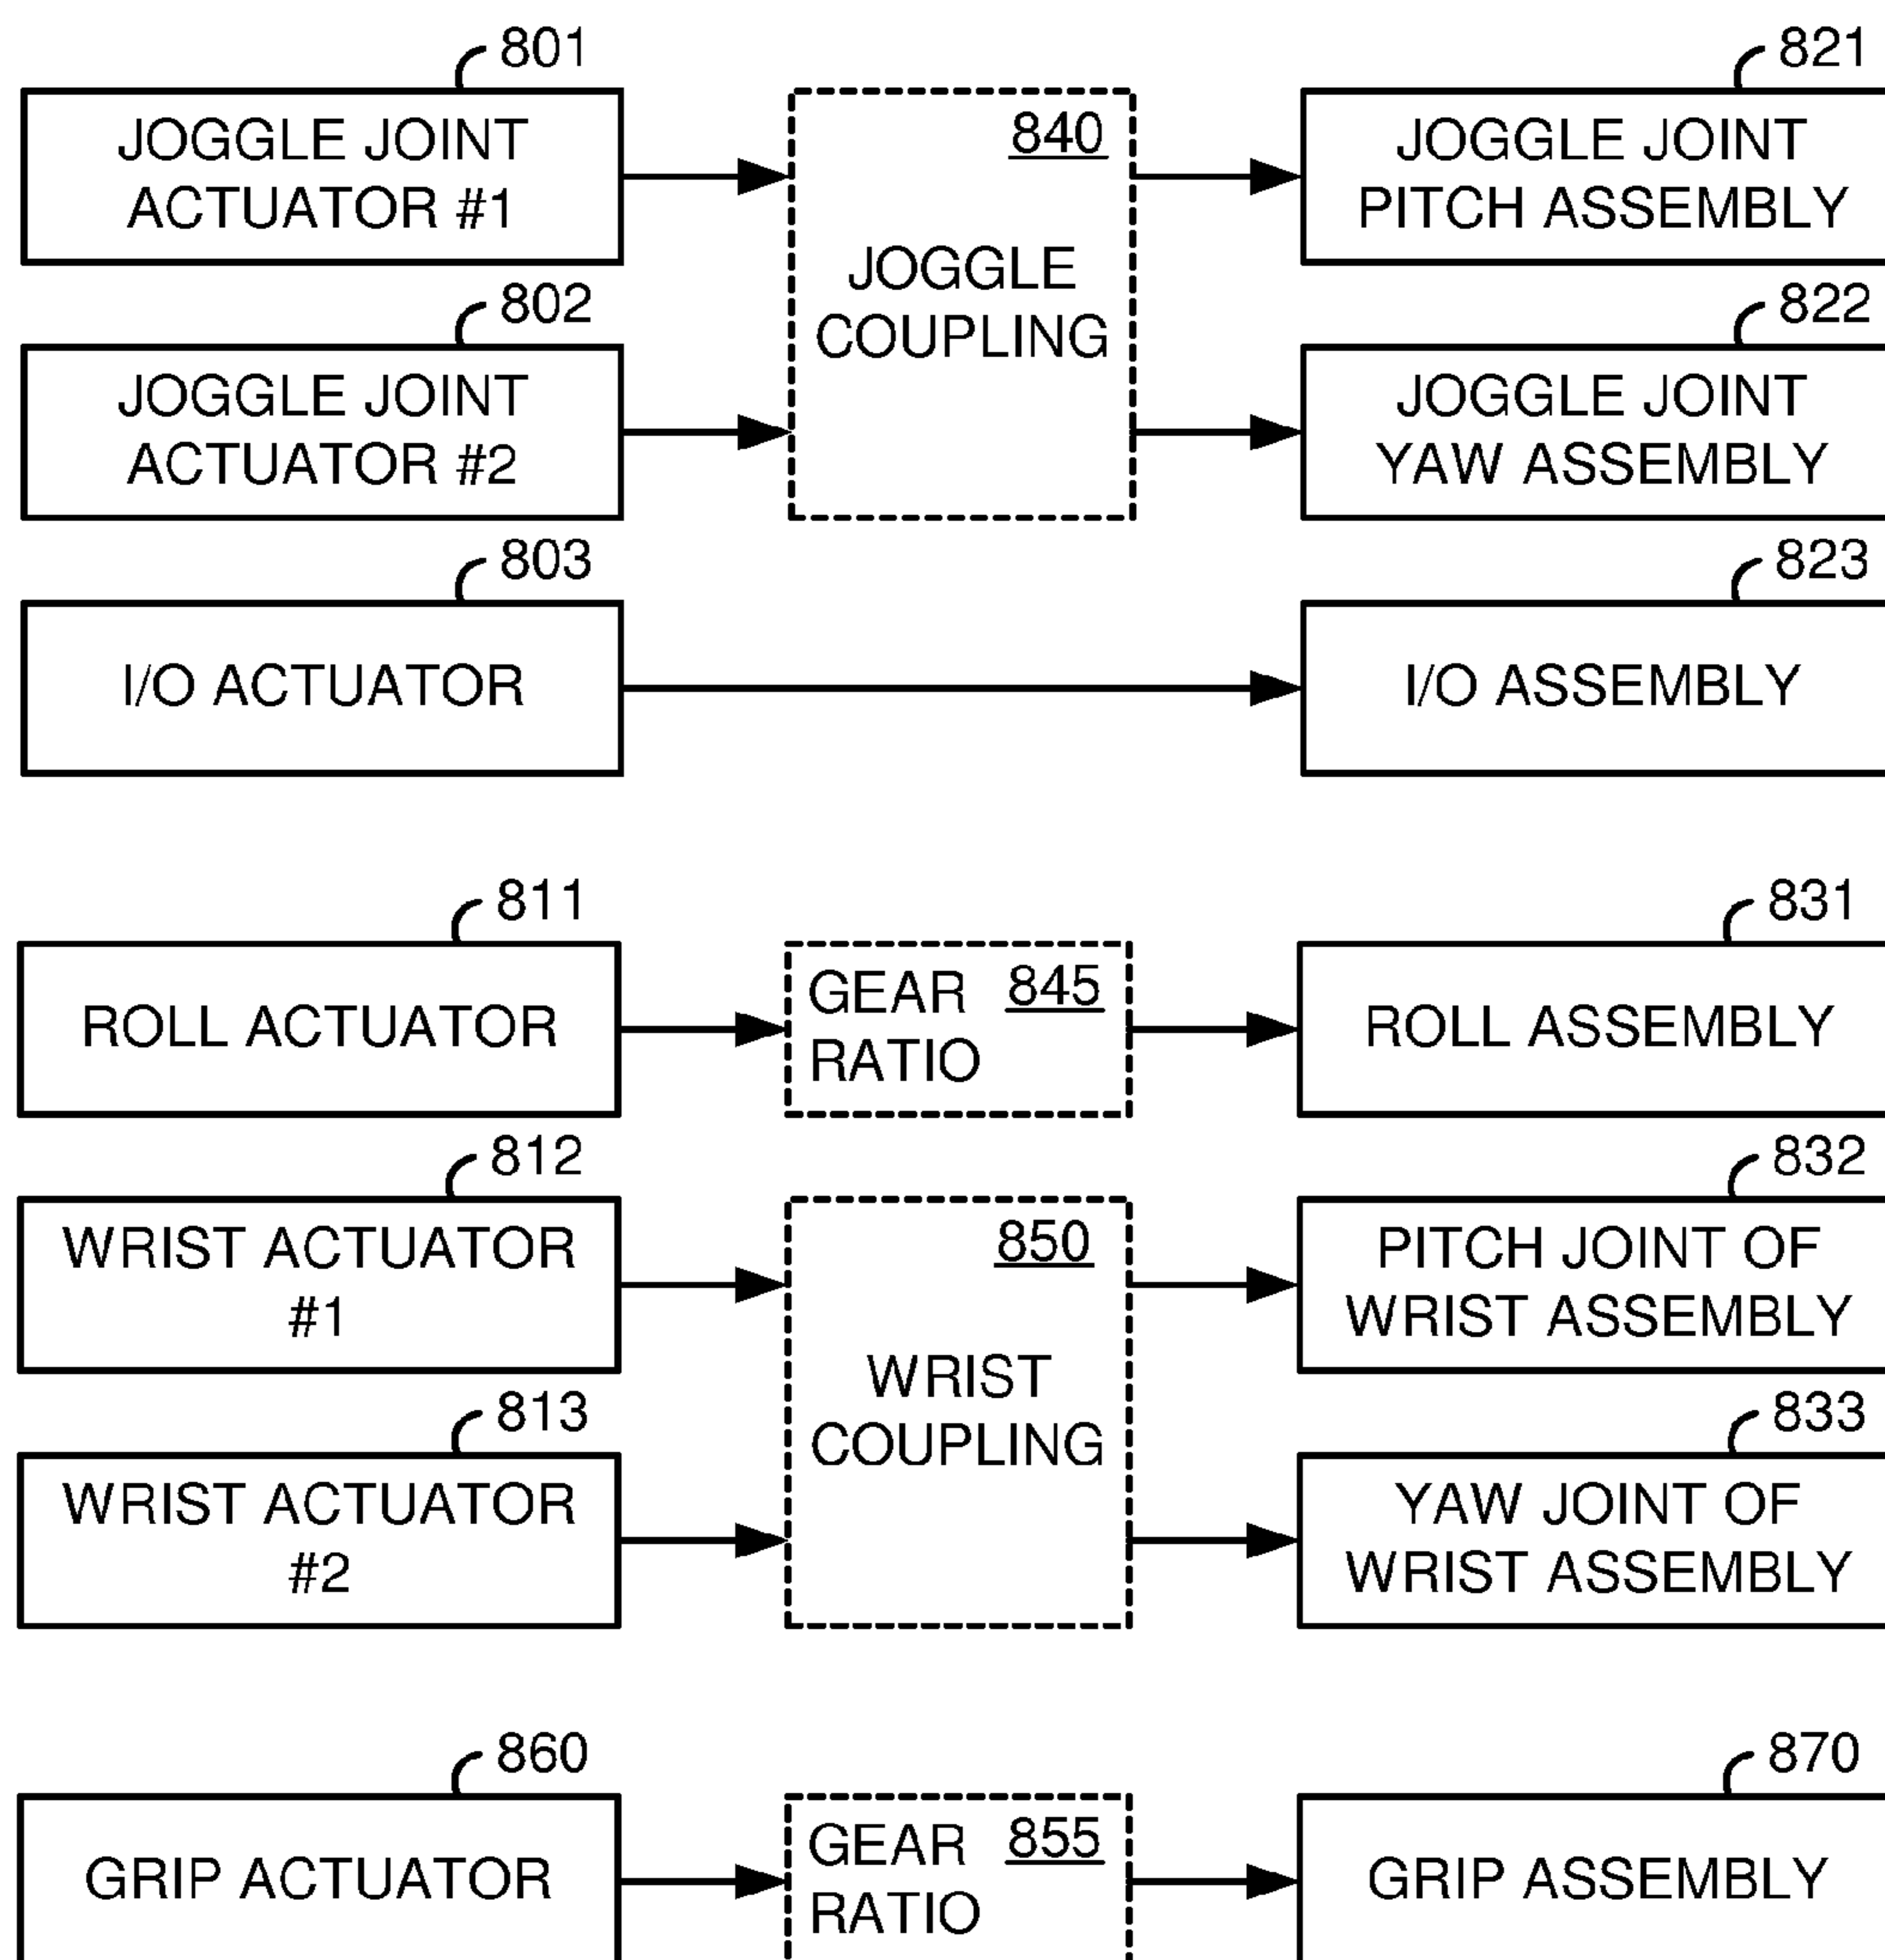 801
821
JOGGLE JOINT
ACTUATOR #1
840
JOGGLE
COUPLING
JOGGLE JOINT
PITCH ASSEMBLY
802
822
JOGGLE JOINT
ACTUATOR #2
JOGGLE JOINT
YAW ASSEMBLY
803
823
I/O ACTUATOR
I/O ASSEMBLY
811
831
ROLL ACTUATOR
GEAR 845
RATIO
ROLL ASSEMBLY
812
832
WRIST ACTUATOR
#1
850
WRIST
COUPLING
PITCH JOINT OF
WRIST ASSEMBLY
813
833
WRIST ACTUATOR
#2
YAW JOINT OF
WRIST ASSEMBLY
860
870
GRIP ACTUATOR
GEAR 855
RATIO
GRIP ASSEMBLY